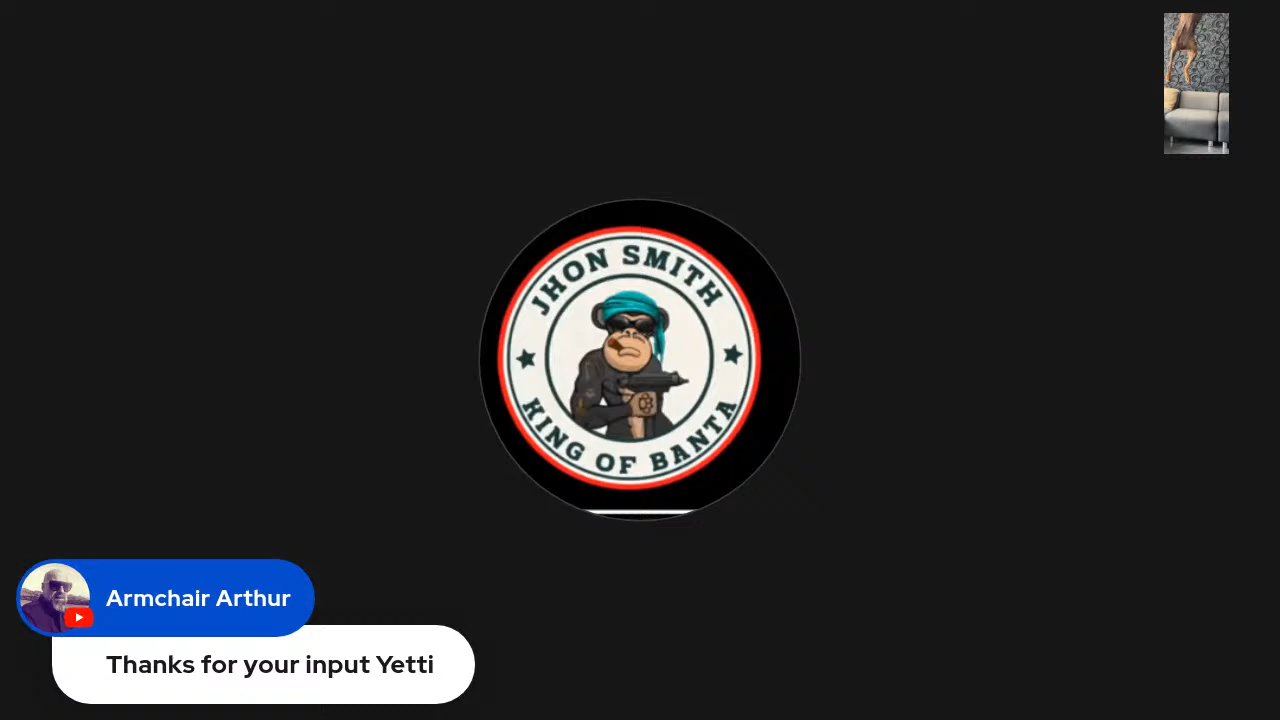 JHON SMITH
KING OF BANTA
Armchair Arthur
Thanks for your input Yetti